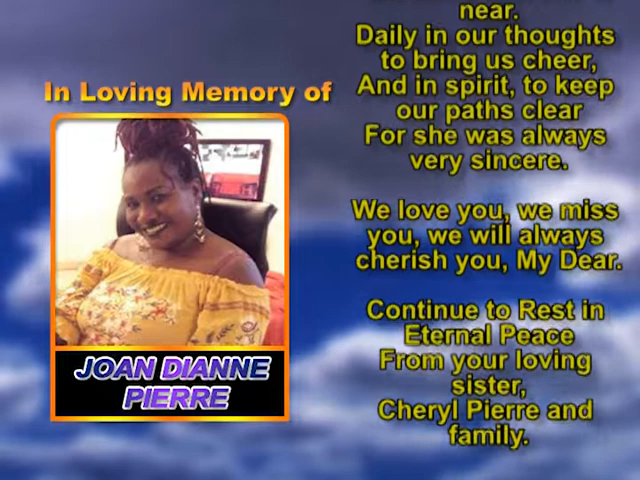 near.
Daily in our thoughts
to bring us cheer,
And in spirit, to keep
our paths clear
For she was always
very sincere.
We love you, we miss
you, we will always
cherish you, My Dear.
Continue to Rest in
Eternal Peace
From your loving
sister,
Cheryl Pierre and
family.
In Loving Memory of
JOAN DIANNE
PIERRE